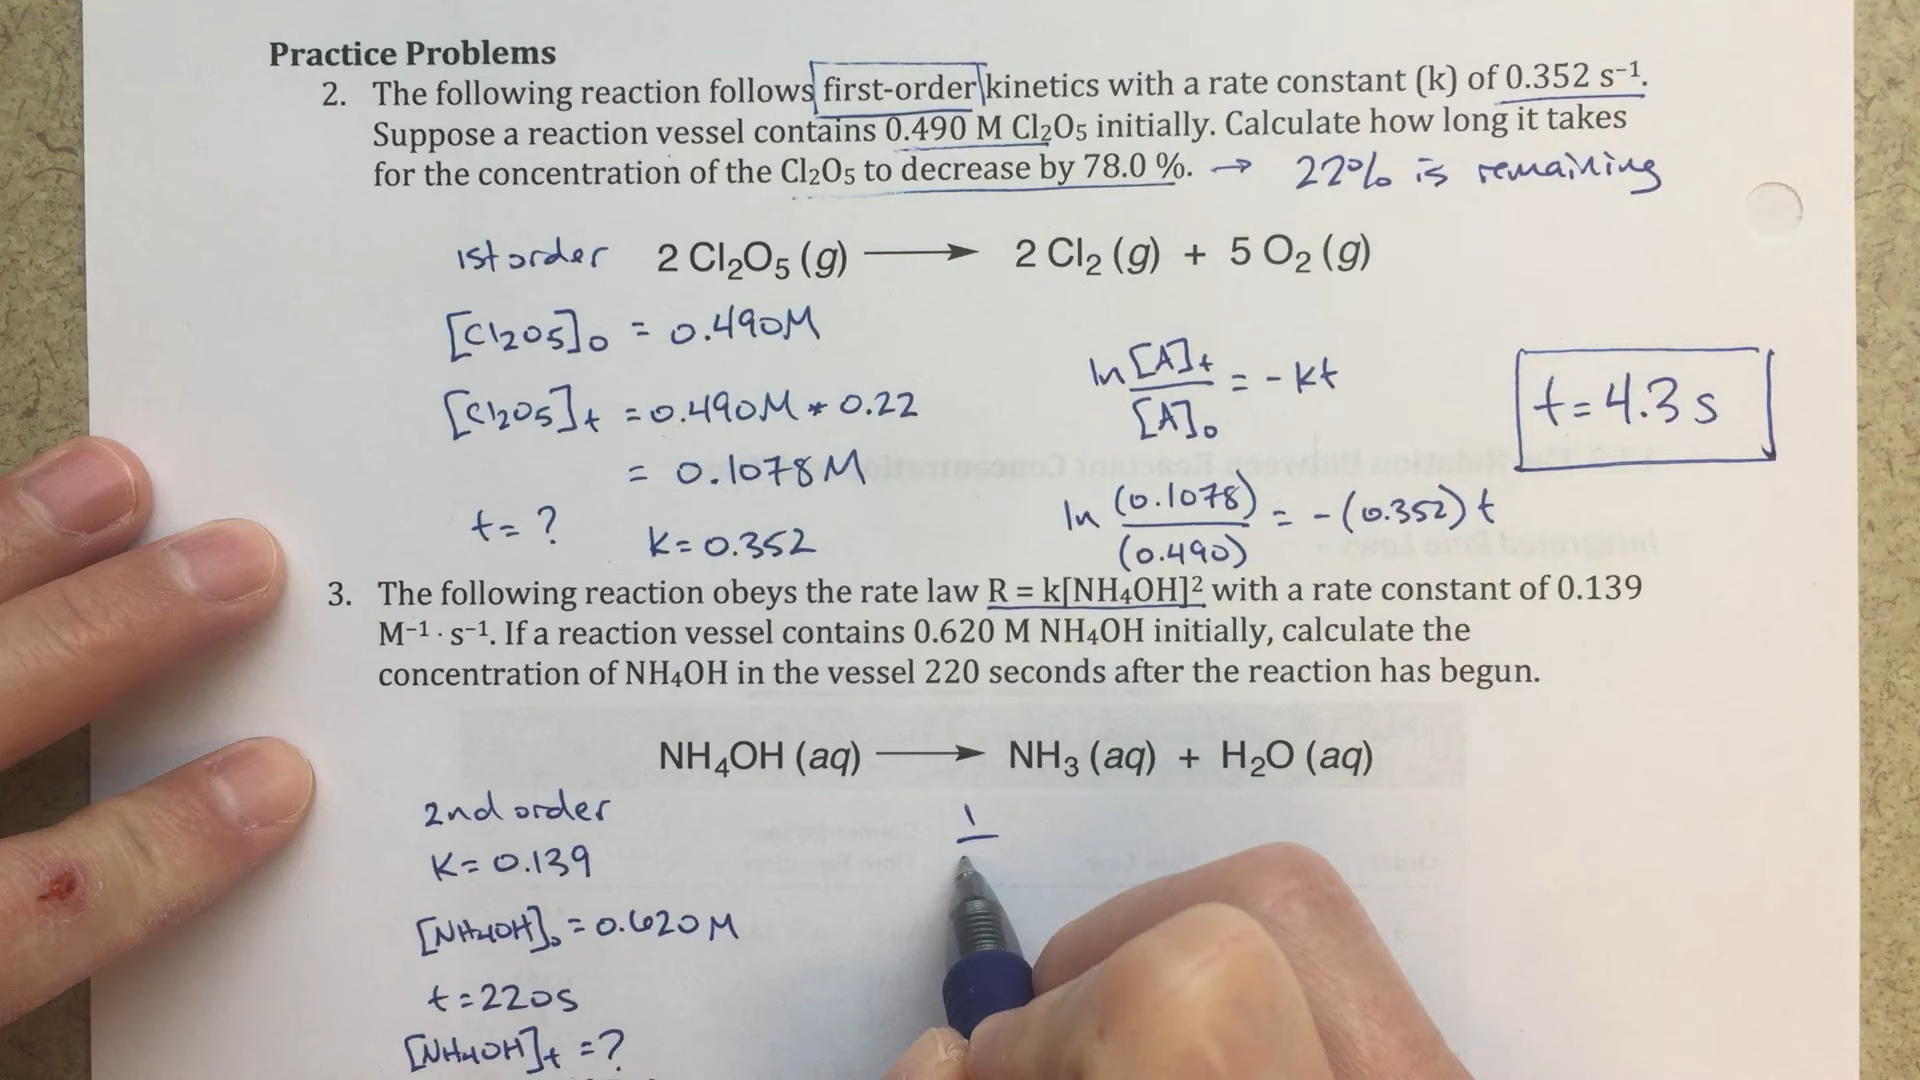 Practice Problems
2. The following reaction follows first-order kinetics with a rate constant (k) of 0.352 s⁻¹.
Suppose a reaction vessel contains 0.490 M Cl₂O₅ initially. Calculate how long it takes
for the concentration of the Cl₂O₅ to decrease by 78.0 %. → 22% is remaining
1st order 2 Cl₂O₅ (g) ⟶ 2 Cl₂ (g) + 5 O₂ (g)
[Cl₂O₅]₀ = 0.490M
[Cl₂O₅]t = 0.490M * 0.22
= 0.1078 M
t = ? k = 0.352
ln [A]t / [A]₀ = - kt
ln (0.1078) / (0.490) = - (0.352) t
t = 4.3 s
3. The following reaction obeys the rate law R = k[NH₄OH]² with a rate constant of 0.139
M⁻¹ · s⁻¹. If a reaction vessel contains 0.620 M NH₄OH initially, calculate the
concentration of NH₄OH in the vessel 220 seconds after the reaction has begun.
NH₄OH (aq) ⟶ NH₃ (aq) + H₂O (aq)
2nd order
K = 0.139
[NH₄OH]₀ = 0.620 M
t = 220s
[NH₄OH]t = ?
1